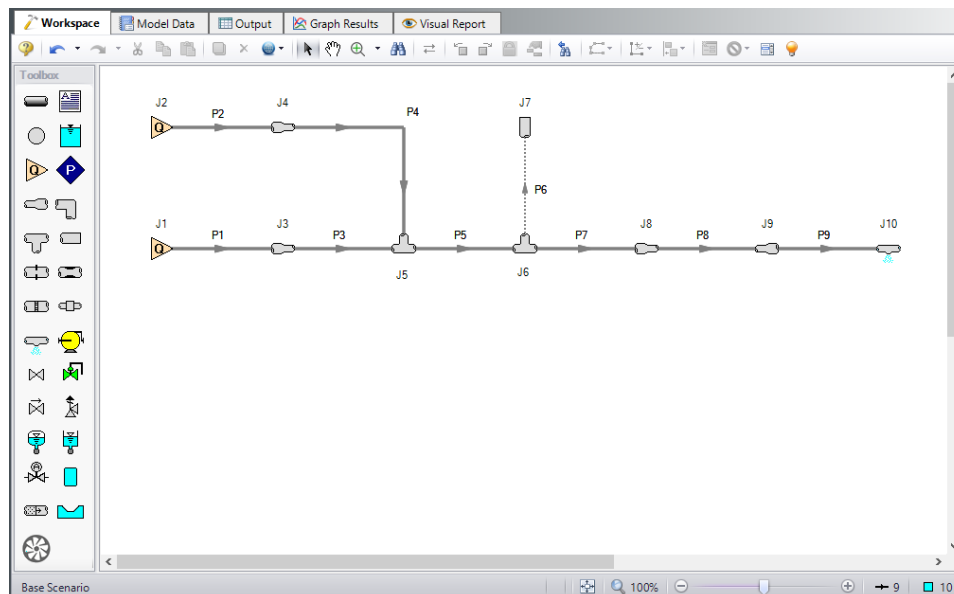 Workspace Model Data Output Graph Results Visual Report
Toolbox
J2 P2 J4 P4 J7
Q
P6
J1 P1 J3 P3 P5 P7 J8 P8 J9 P9 J10
Q
J5 J6
Q P
Base Scenario 100% 9 10